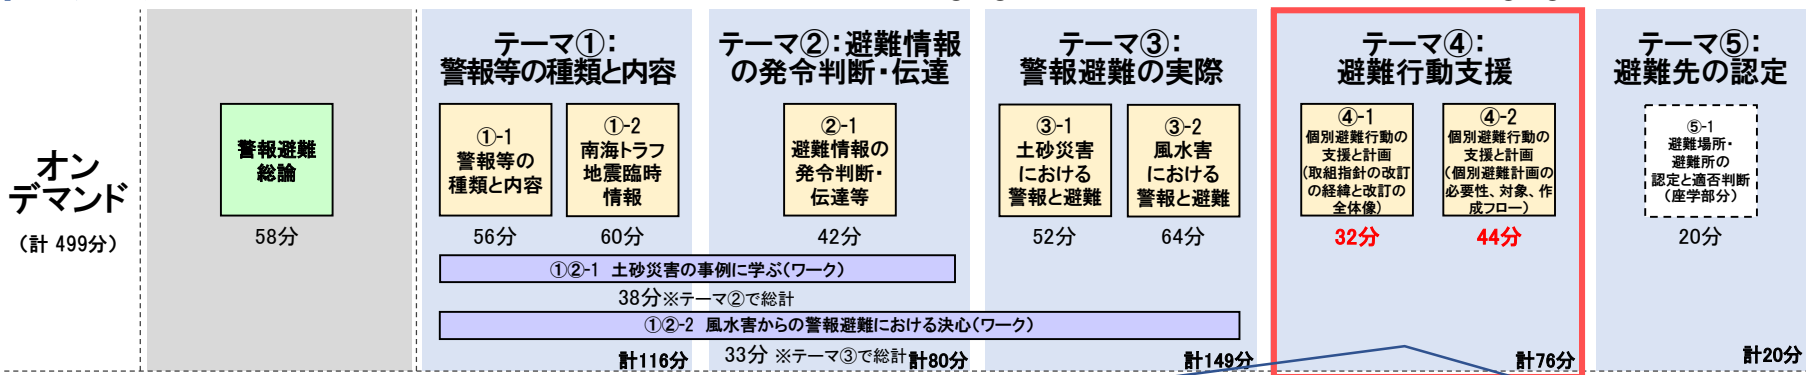 オン
デマンド
(計 499分)
警報避難
総論
58分
テーマ①:
警報等の種類と内容
①-1
警報等の
種類と内容
56分
①-2
南海トラフ
地震臨時
情報
60分
テーマ②:避難情報
の発令判断・伝達
②-1
避難情報の
発令判断・
伝達等
42分
①②-1 土砂災害の事例に学ぶ(ワーク)
38分※テーマ②で総計
①②-2 風水害からの警報避難における決心(ワーク)
33分 ※テーマ③で総計
計116分
計80分
テーマ③:
警報避難の実際
③-1
土砂災害
における
警報と避難
52分
③-2
風水害
における
警報と避難
64分
計149分
テーマ④:
避難行動支援
④-1
個別避難行動の
支援と計画
(取組指針の改訂
の経緯と改訂の
全体像)
32分
④-2
個別避難行動の
支援と計画
(個別避難計画の
必要性、対象、作
成フロー)
44分
計76分
テーマ⑤:
避難先の認定
⑤-1
避難場所・
避難所の
認定と適否判断
(座学部分)
20分
計20分